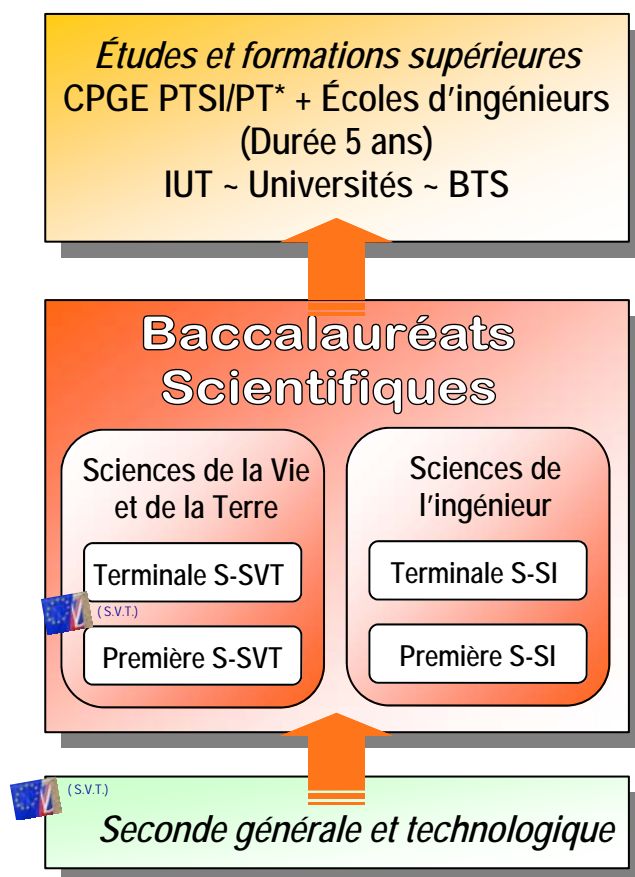 Études et formations supérieures
CPGE PTSI/PT* + Écoles d'ingénieurs
(Durée 5 ans)
IUT ~ Universités ~ BTS
Baccalauréats
Scientifiques
Sciences de la Vie
et de la Terre
Terminale S-SVT
( S.V.T.)
Première S-SVT
Sciences de
l'ingénieur
Terminale S-SI
Première S-SI
( S.V.T.)
Seconde générale et technologique